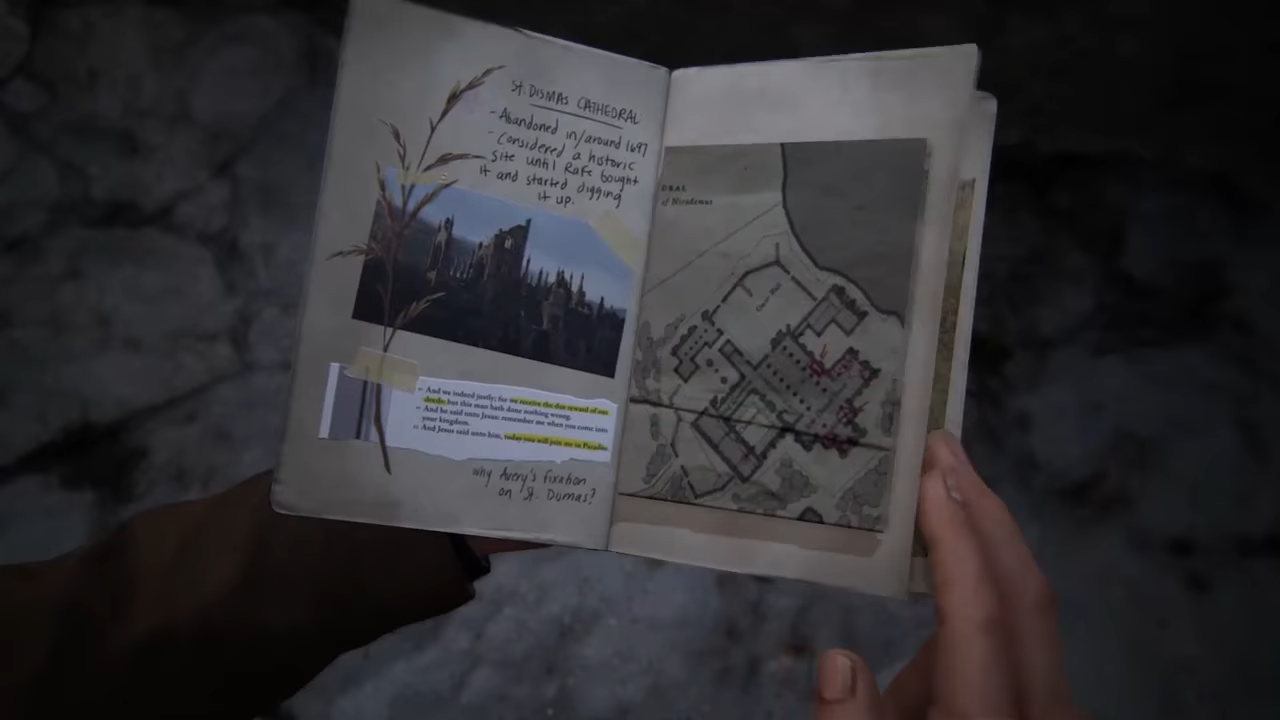 St. DISMAS CATHEDRAL
- Abandoned in/around 1697
- Considered a historic
site until Rafe bought
it and started digging
it up.
And we indeed justly; for we receive the due reward of our
deeds: but this man hath done nothing wrong.
And he said unto Jesus: remember me when you come into
your kingdom.
And Jesus said unto him, today you will join me in Paradise
why Avery's fixation
on St. Dismas?
DRAL
of Nicodemus